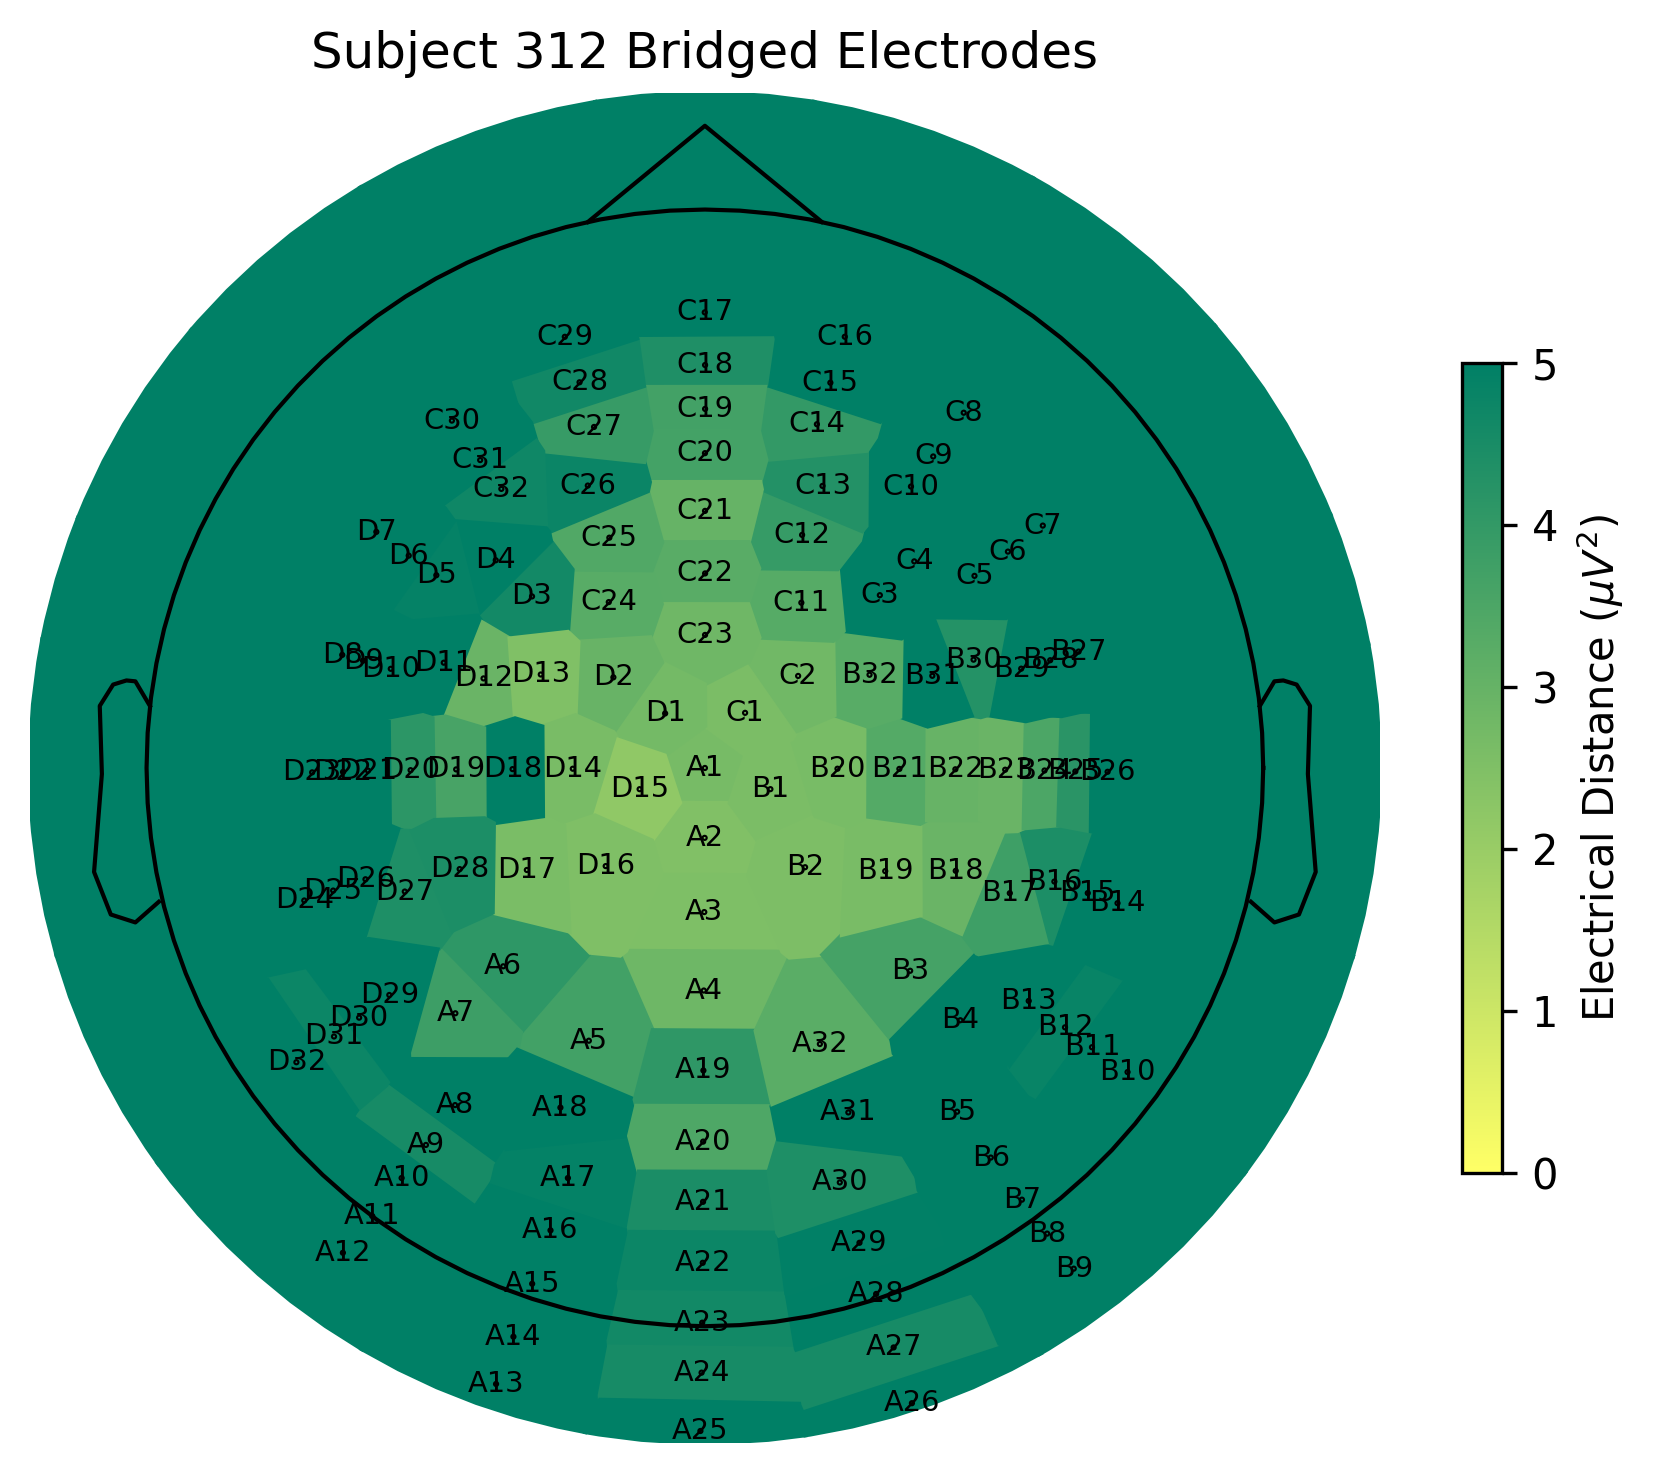 Subject 312 Bridged Electrodes
C17
C29
C16
C18
C28
C15
C19
C8
C30
C27
C14
C20
C9
C31
C32
C26
C13
C10
C21
C7
D7
C25
C12
D6
C6
D4
C4
D5
C22
C5
D3
C24
C11
C3
C23
D8
D9
D10
D11
D12
D13
D2
C2
B32
B31
B30
B29
B28
B27
D1
C1
D23
D22
D21
D20
D19
D18
D14
A1
B20
B21
B22
B23
B24
B25
B26
D15
B1
A2
D24
D25
D26
D27
D28
D17
D16
B2
B19
B18
B17
B16
B15
B14
A3
A6
B3
D29
A4
B13
D30
A7
B4
B12
D31
A5
A32
B11
D32
A19
B10
A8
A18
A31
B5
A9
A20
B6
A10
A17
A30
A21
B7
A11
A16
A29
B8
A12
A22
B9
A15
A28
A23
A14
A27
A24
A13
A26
A25
5
4
3
2
1
0
Electrical Distance (μV²)